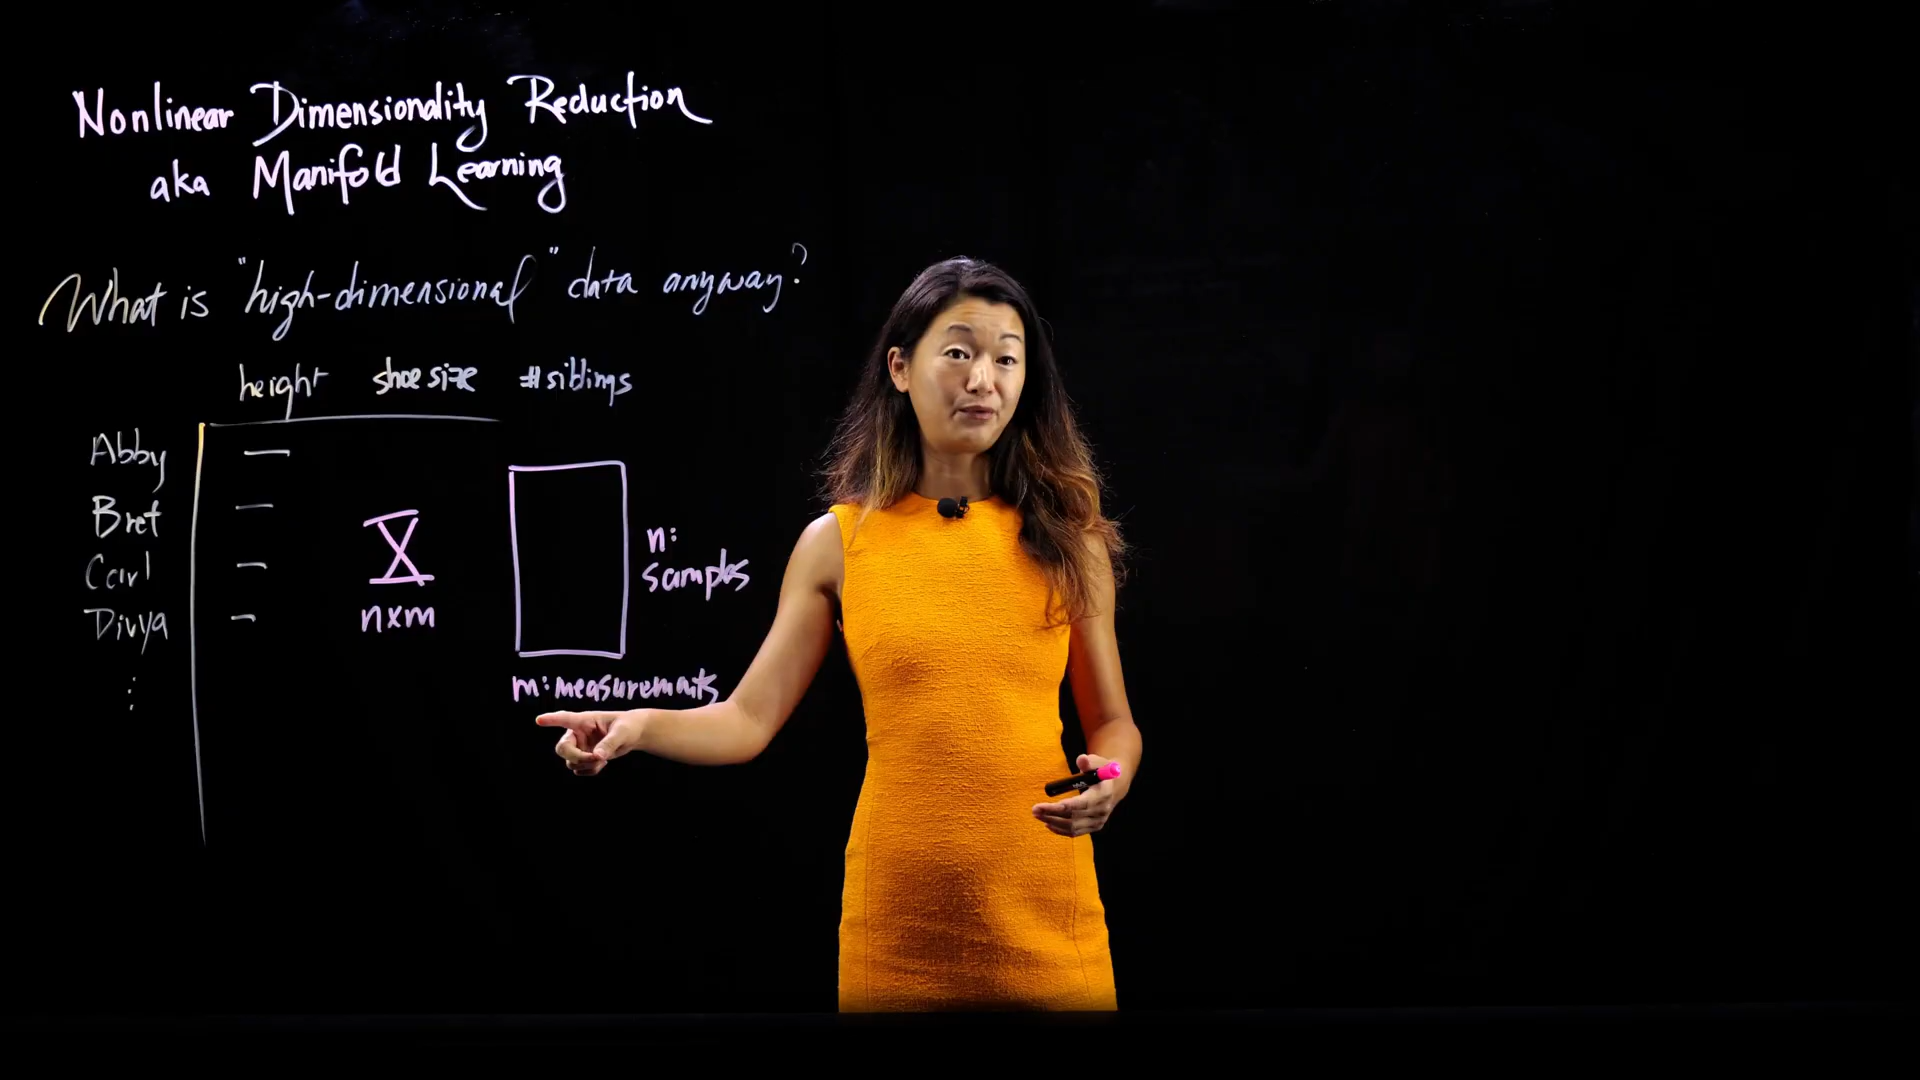 Nonlinear Dimensionality Reduction
aka Manifold Learning
What is "high-dimensional" data anyway?
height shoe size # siblings
Abby
Bret
Carl
Divya
⋮
X
n×m
n:
samples
m: measurements